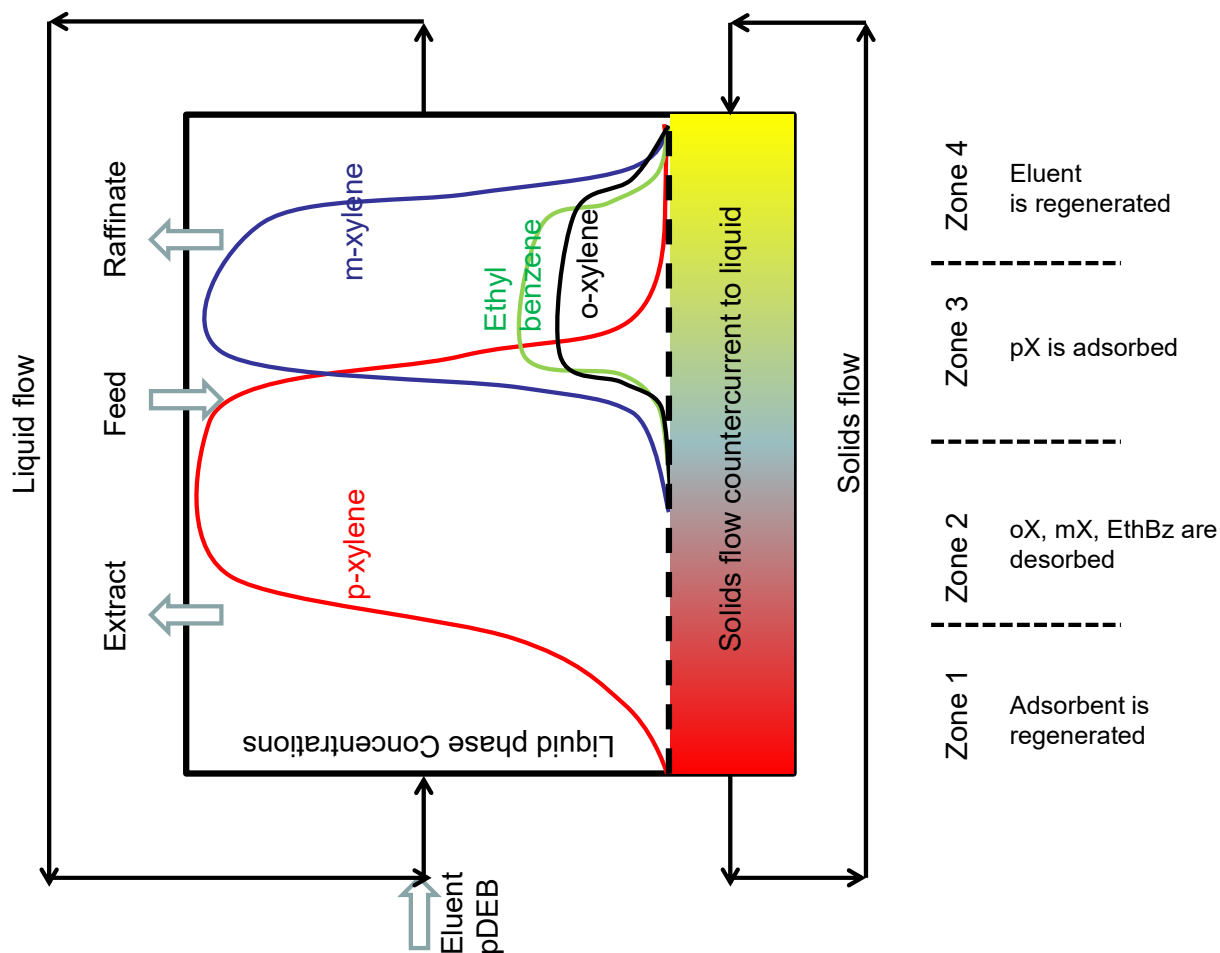 Liquid flow
Extract
Feed
Raffinate
p-xylene
m-xylene
Ethyl
benzene
o-xylene
Liquid phase Concentrations
Eluent
pDEB
Solids flow countercurrent to liquid
Solids flow
Zone 1
Adsorbent is
regenerated
Zone 2
oX, mX, EthBz are
desorbed
Zone 3
pX is adsorbed
Zone 4
Eluent
is regenerated